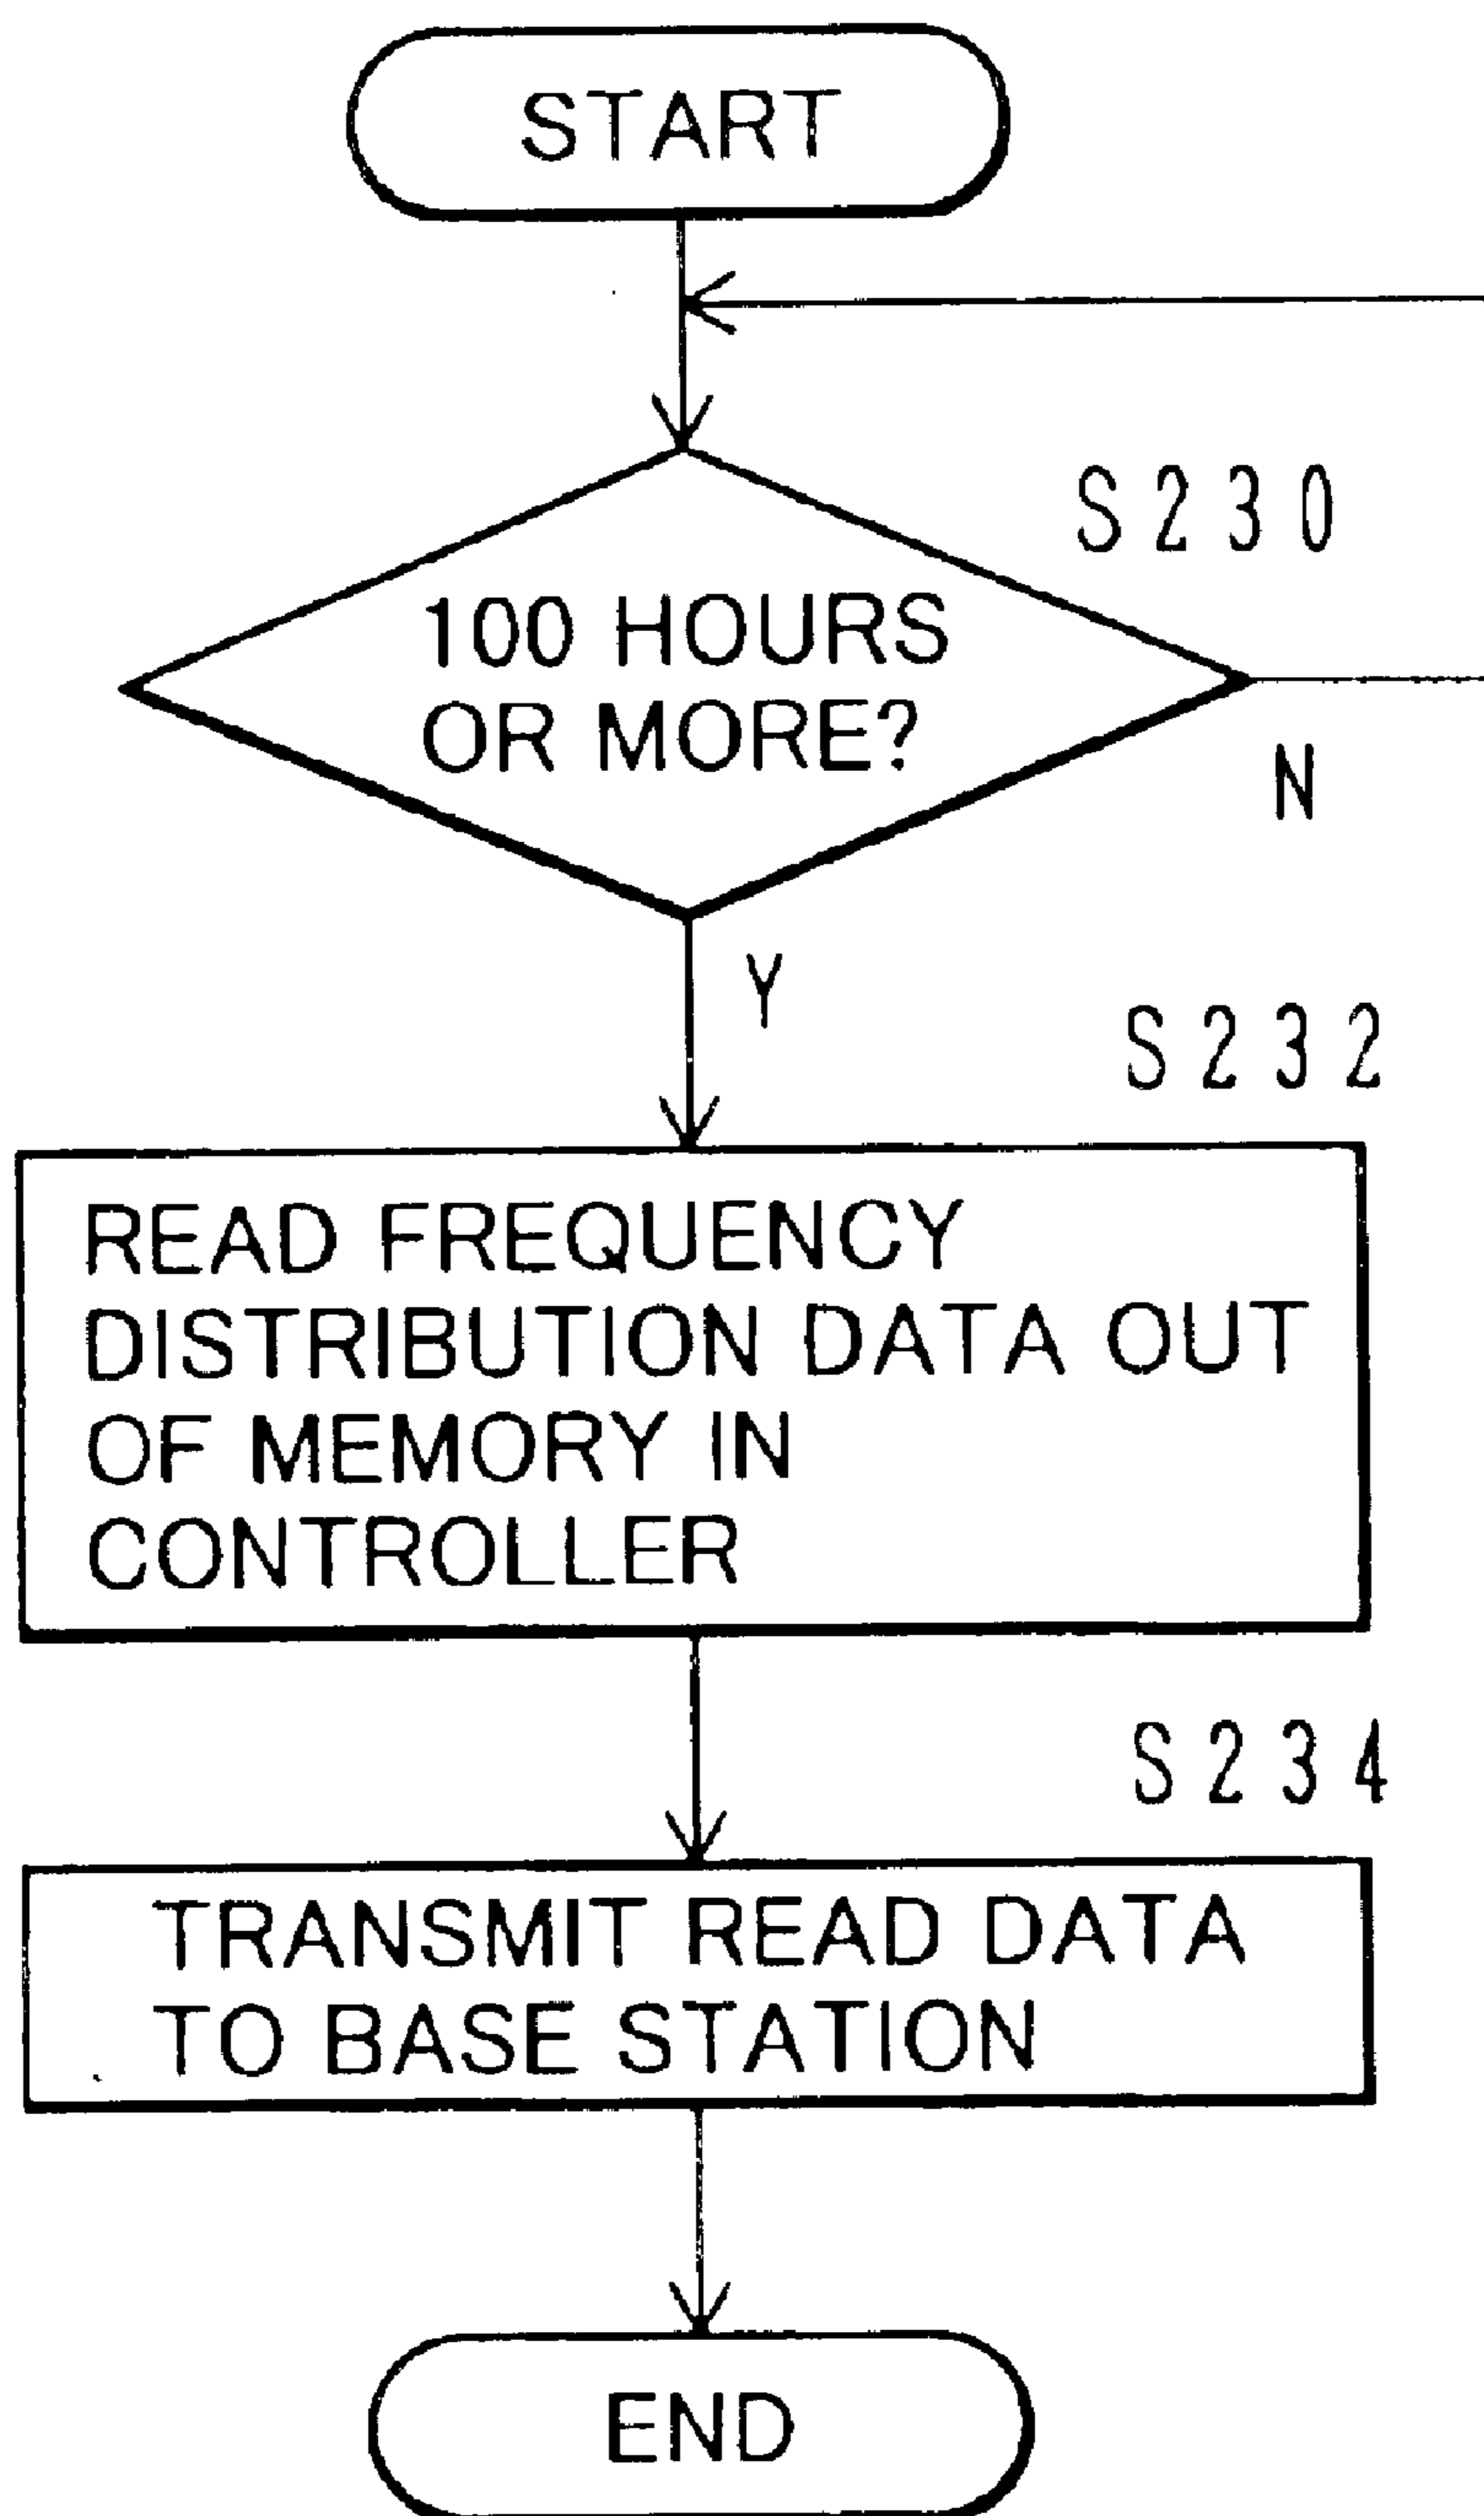 START
S230
100 HOURS
OR MORE?
N
Y
S232
READ FREQUENCY
DISTRIBUTION DATA OUT
OF MEMORY IN
CONTROLLER
S234
TRANSMIT READ DATA
TO BASE STATION
END